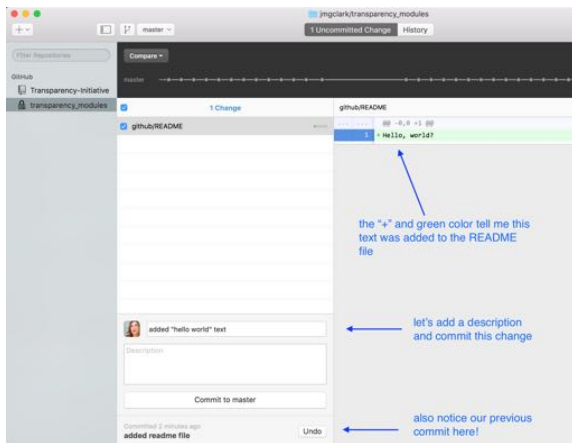 jmgclark/transparency_modules
master
1 Uncommitted Change
History
Filter Repositories
Compare
master
GitHub
Transparency-Initiative
transparency_modules
1 Change
github/README
github/README
@@ -0,0 +1 @@
1 +Hello, world?
the "+" and green color tell me this
text was added to the README
file
added "hello world" text
Description
let's add a description
and commit this change
Commit to master
Committed 2 minutes ago
added readme file
Undo
also notice our previous
commit here!